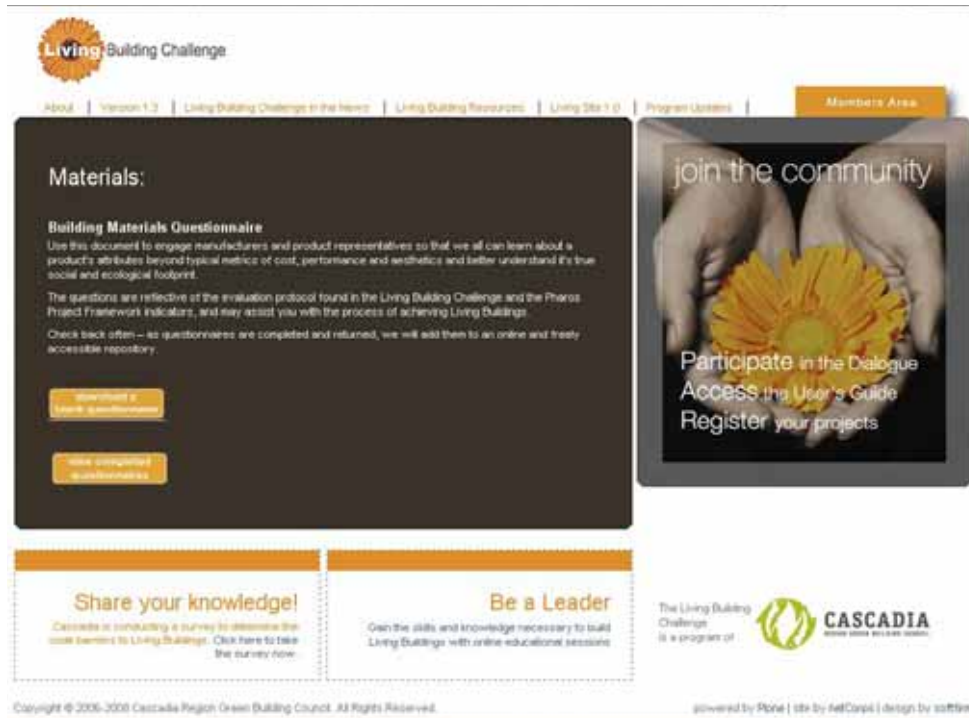 Living Building Challenge
About | Version 1.3 | Living Building Challenge in the News | Living Building Resources | Living Site 1.0 | Program Updates |
Members Area
Materials:
Building Materials Questionnaire
Use this document to engage manufacturers and product representatives so that we all can learn about a
product's attributes beyond typical metrics of cost, performance and aesthetics and better understand it's true
social and ecological footprint.
The questions are reflective of the evaluation protocol found in the Living Building Challenge and the Pharos
Project Framework indicators, and may assist you with the process of achieving Living Buildings.
Check back often – as questionnaires are completed and returned, we will add them to an online and freely
accessible repository.
download a
blank questionnaire
view completed
questionnaires
join the community
Participate in the Dialogue
Access the User's Guide
Register your projects
Share your knowledge!
Cascadia is conducting a survey to determine the
code barriers to Living Buildings. Click here to take
the survey now.
Be a Leader
Gain the skills and knowledge necessary to build
Living Buildings with online educational sessions
The Living Building
Challenge
is a program of
CASCADIA
Copyright © 2006-2008 Cascadia Region Green Building Council. All Rights Reserved.
powered by Plone | site by NetCorps | design by